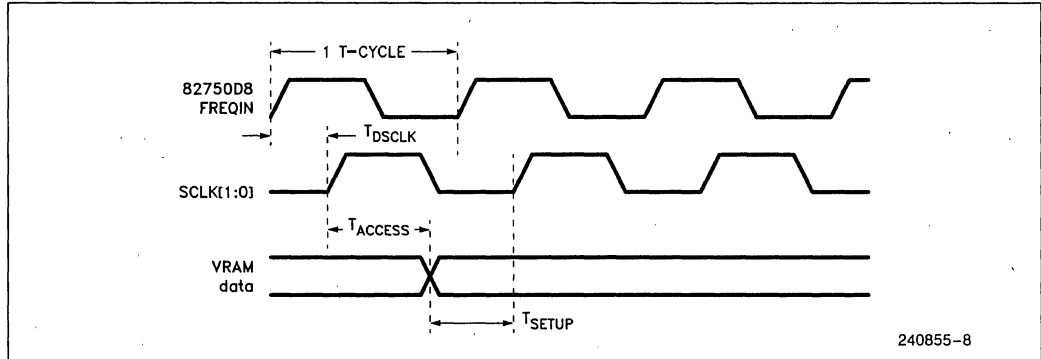 1 T-CYCLE
82750D8
FREQIN
TDSCLK
SCLK[1:0]
TACCESS
VRAM
data
TSETUP
240855-8